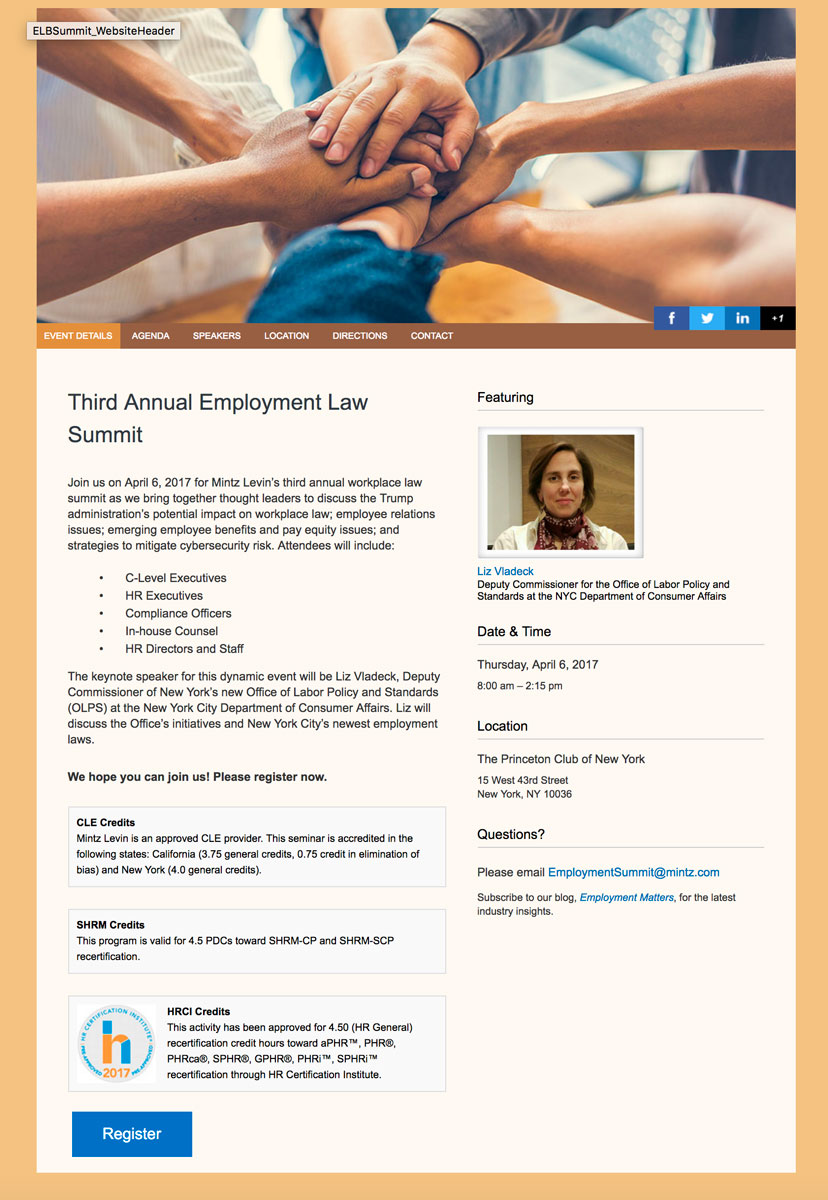 ELBSummit_WebsiteHeader
f
in
+1
EVENT DETAILS AGENDA SPEAKERS LOCATION DIRECTIONS CONTACT
Third Annual Employment Law
Summit
Join us on April 6, 2017 for Mintz Levin's third annual workplace law
summit as we bring together thought leaders to discuss the Trump
administration's potential impact on workplace law; employee relations
issues; emerging employee benefits and pay equity issues; and
strategies to mitigate cybersecurity risk. Attendees will include:
• C-Level Executives
• HR Executives
• Compliance Officers
• In-house Counsel
• HR Directors and Staff
The keynote speaker for this dynamic event will be Liz Vladeck, Deputy
Commissioner of New York's new Office of Labor Policy and Standards
(OLPS) at the New York City Department of Consumer Affairs. Liz will
discuss the Office's initiatives and New York City's newest employment
laws.
We hope you can join us! Please register now.
CLE Credits
Mintz Levin is an approved CLE provider. This seminar is accredited in the
following states: California (3.75 general credits, 0.75 credit in elimination of
bias) and New York (4.0 general credits).
SHRM Credits
This program is valid for 4.5 PDCs toward SHRM-CP and SHRM-SCP
recertification.
HR CERTIFICATION INSTITUTE®
h
2017
PRE-APPROVED
PRE-APPROVED
HRCI Credits
This activity has been approved for 4.50 (HR General)
recertification credit hours toward aPHR™, PHR®,
PHRca®, SPHR®, GPHR®, PHRi™, SPHRi™
recertification through HR Certification Institute.
Register
Featuring
Liz Vladeck
Deputy Commissioner for the Office of Labor Policy and
Standards at the NYC Department of Consumer Affairs
Date & Time
Thursday, April 6, 2017
8:00 am – 2:15 pm
Location
The Princeton Club of New York
15 West 43rd Street
New York, NY 10036
Questions?
Please email EmploymentSummit@mintz.com
Subscribe to our blog, Employment Matters, for the latest
industry insights.